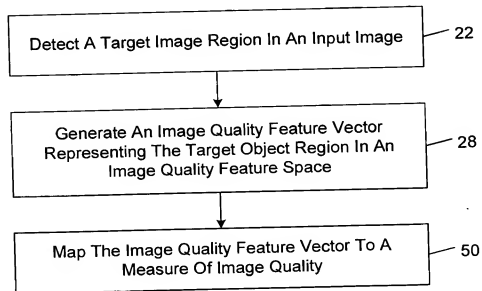 Detect A Target Image Region In An Input Image
22
Generate An Image Quality Feature Vector
Representing The Target Object Region In An
Image Quality Feature Space
28
Map The Image Quality Feature Vector To A
Measure Of Image Quality
50